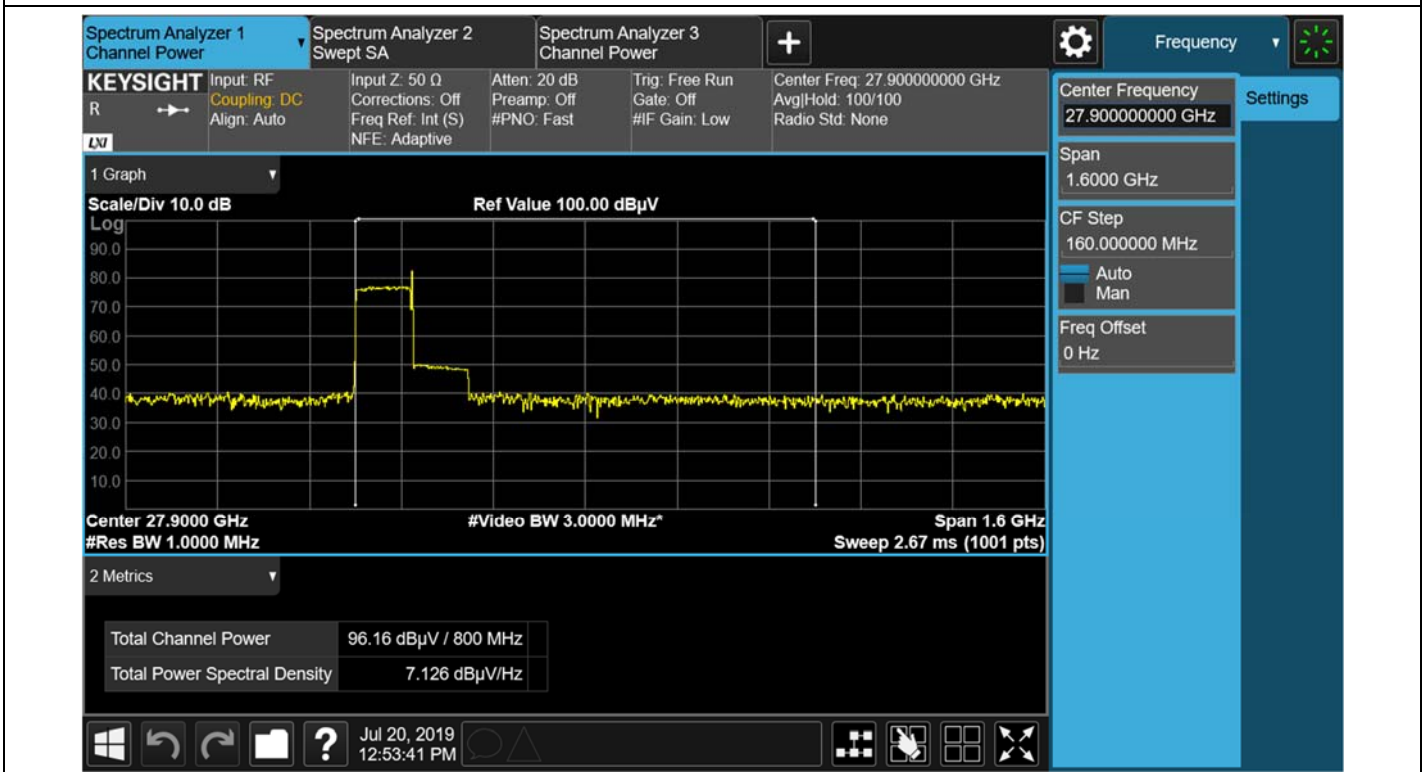 Spectrum Analyzer 1
Channel Power
Spectrum Analyzer 2
Swept SA
Spectrum Analyzer 3
Channel Power
+
Frequency
KEYSIGHT
R
LXI
Input: RF
Coupling: DC
Align: Auto
Input Z: 50 Ω
Corrections: Off
Freq Ref: Int (S)
NFE: Adaptive
Atten: 20 dB
Preamp: Off
#PNO: Fast
Trig: Free Run
Gate: Off
#IF Gain: Low
Center Freq: 27.900000000 GHz
Avg|Hold: 100/100
Radio Std: None
Center Frequency
27.900000000 GHz
Settings
Span
1.6000 GHz
CF Step
160.000000 MHz
Auto
Man
Freq Offset
0 Hz
1 Graph
Scale/Div 10.0 dB
Ref Value 100.00 dBµV
Log
90.0
80.0
70.0
60.0
50.0
40.0
30.0
20.0
10.0
Center 27.9000 GHz
#Video BW 3.0000 MHz*
Span 1.6 GHz
#Res BW 1.0000 MHz
Sweep 2.67 ms (1001 pts)
2 Metrics
Total Channel Power 96.16 dBµV / 800 MHz
Total Power Spectral Density 7.126 dBµV/Hz
?
Jul 20, 2019
12:53:41 PM